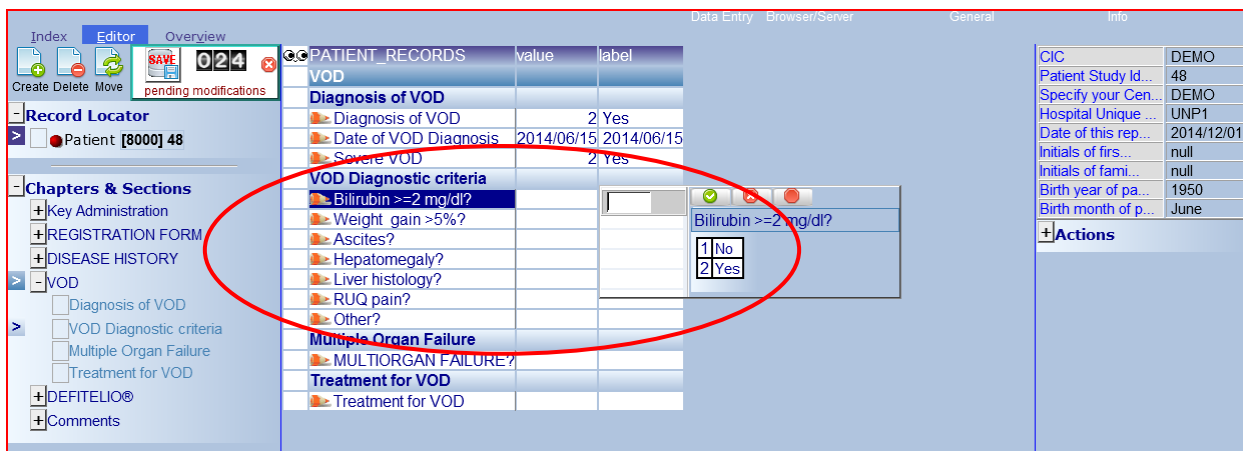 Data Entry Browser/Server General Info
Index Editor Overview
SAVE 024
Create Delete Move pending modifications
Record Locator
Patient [8000] 48
Chapters & Sections
Key Administration
REGISTRATION FORM
DISEASE HISTORY
VOD
Diagnosis of VOD
VOD Diagnostic criteria
Multiple Organ Failure
Treatment for VOD
DEFITELIO®
Comments
PATIENT_RECORDS value label
VOD
Diagnosis of VOD
Diagnosis of VOD 2 Yes
Date of VOD Diagnosis 2014/06/15 2014/06/15
Severe VOD 2 Yes
VOD Diagnostic criteria
Bilirubin >=2 mg/dl?
Weight gain >5%?
Ascites?
Hepatomegaly?
Liver histology?
RUQ pain?
Other?
Multiple Organ Failure
MULTIORGAN FAILURE?
Treatment for VOD
Treatment for VOD
Bilirubin >=2 mg/dl?
1 No
2 Yes
CIC DEMO
Patient Study Id... 48
Specify your Cen... DEMO
Hospital Unique ... UNP1
Date of this rep... 2014/12/01
Initials of firs... null
Initials of fami... null
Birth year of pa... 1950
Birth month of p... June
Actions